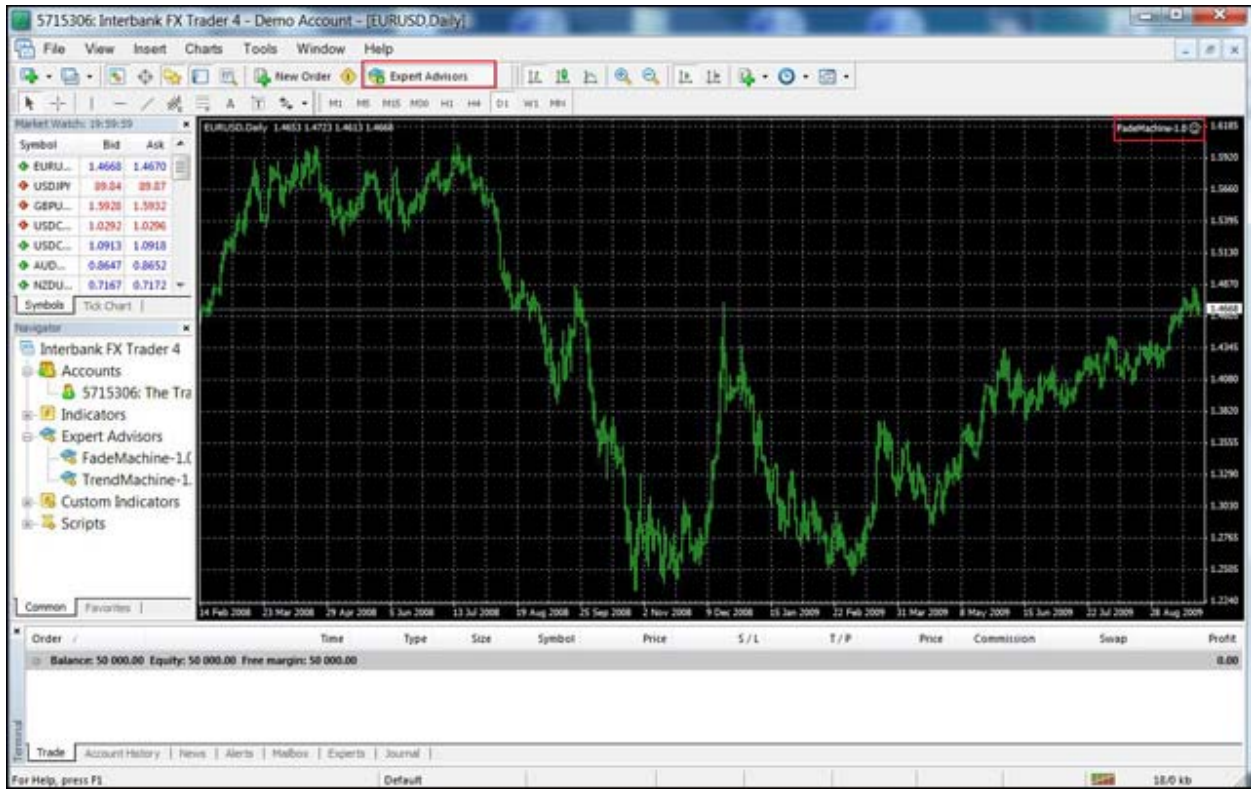 5715306: Interbank FX Trader 4 - Demo Account - [EURUSD,Daily]
File View Insert Charts Tools Window Help
New Order Expert Advisors
A T M1 M5 M15 M30 H1 H4 D1 W1 MN
Market Watch: 19:59:59
Symbol Bid Ask
EURU... 1.4668 1.4670
USDJPY 89.84 89.87
GBPU... 1.5928 1.5932
USDC... 1.0292 1.0296
USDC... 1.0913 1.0918
AUD... 0.8647 0.8652
NZDU... 0.7167 0.7172
Symbols Tick Chart
Navigator
Interbank FX Trader 4
Accounts
5715306: The Tra
Indicators
Expert Advisors
FadeMachine-1.0
TrendMachine-1.
Custom Indicators
Scripts
Common Favorites
EURUSD,Daily 1.4653 1.4723 1.4613 1.4668
FadeMachine-1.0
1.6185
1.5920
1.5660
1.5395
1.5130
1.4870
1.4668
1.4345
1.4080
1.3820
1.3555
1.3290
1.3030
1.2765
1.2505
1.2240
14 Feb 2008 23 Mar 2008 29 Apr 2008 5 Jun 2008 13 Jul 2008 19 Aug 2008 25 Sep 2008 2 Nov 2008 9 Dec 2008 15 Jan 2009 22 Feb 2009 31 Mar 2009 8 May 2009 15 Jun 2009 22 Jul 2009 28 Aug 2009
Order / Time Type Size Symbol Price S / L T / P Price Commission Swap Profit
Balance: 50 000.00 Equity: 50 000.00 Free margin: 50 000.00 0.00
Terminal
Trade Account History News Alerts Mailbox Experts Journal
For Help, press F1 Default 18/0 kb